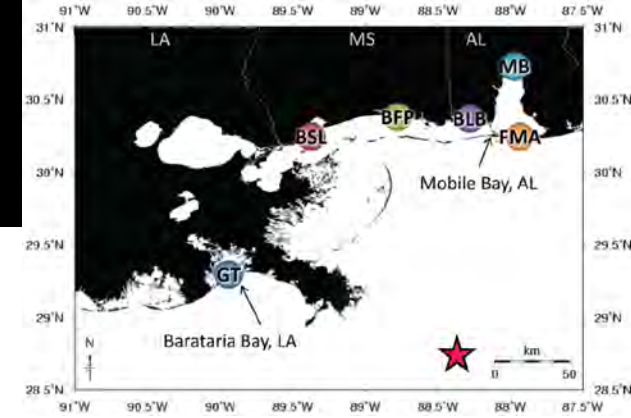 91°W 90.5°W 90°W 89.5°W 89°W 88.5°W 88°W 87.5°W
31°N
LA MS AL
MB
30.5°N 30.5°N
BFP BLB
BSL FMA
30°N 30°N
Mobile Bay, AL
29.5°N 29.5°N
GT
29°N 29°N
Barataria Bay, LA
N km
0 50
28.5°N 28.5°N
91°W 90.5°W 90°W 89.5°W 89°W 88.5°W 88°W 87.5°W